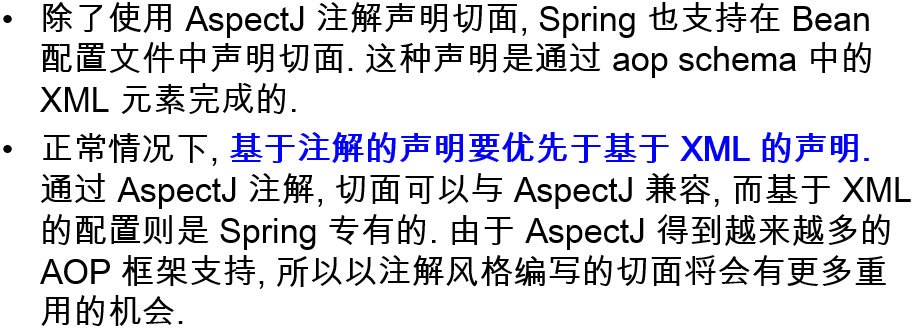 • 除了使用 AspectJ 注解声明切面, Spring 也支持在 Bean
配置文件中声明切面. 这种声明是通过 aop schema 中的
XML 元素完成的.
• 正常情况下, 基于注解的声明要优先于基于 XML 的声明.
通过 AspectJ 注解, 切面可以与 AspectJ 兼容, 而基于 XML
的配置则是 Spring 专有的. 由于 AspectJ 得到越来越多的
AOP 框架支持, 所以以注解风格编写的切面将会有更多重
用的机会.